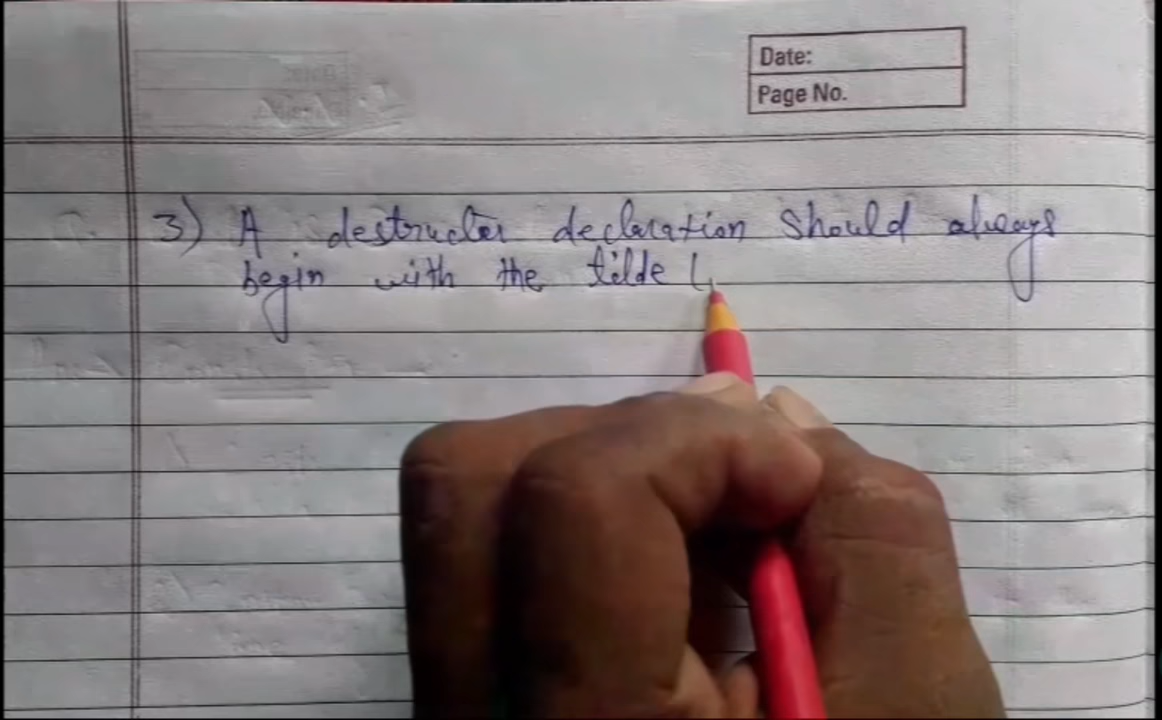 Date:
Page No.
3) A destructor declaration should always
begin with the tilde (